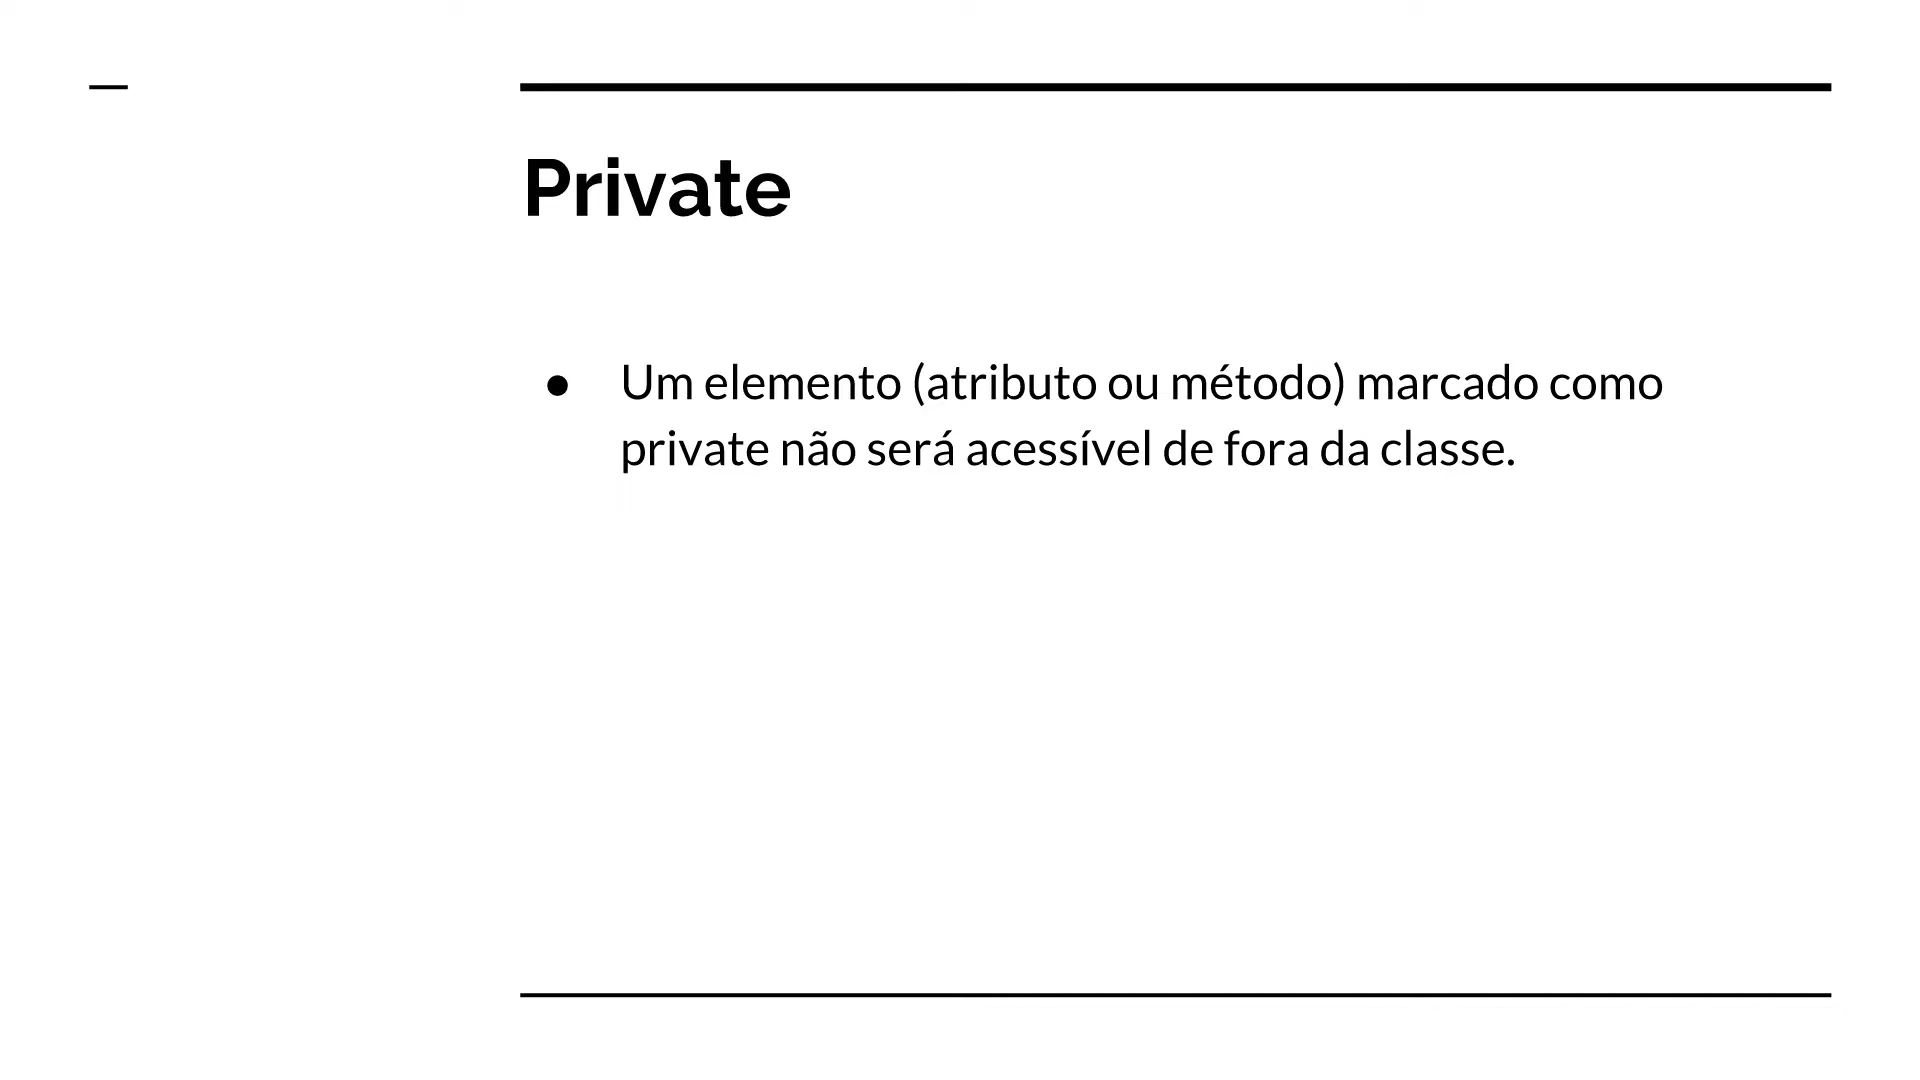 Private
● Um elemento (atributo ou método) marcado como
private não será acessível de fora da classe.